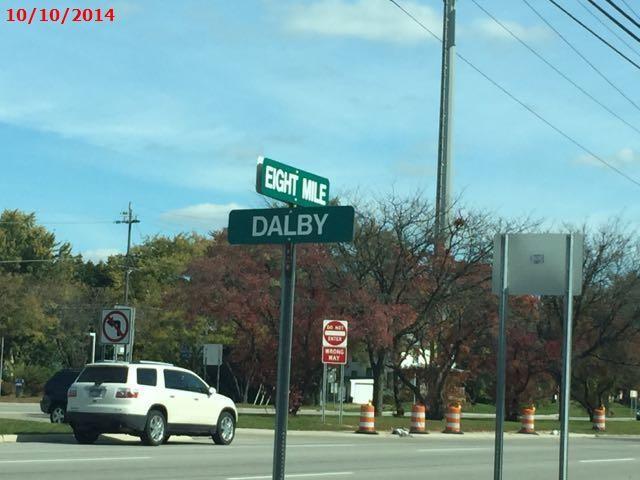 10/10/2014
EIGHT MILE
DALBY
DO NOT
ENTER
WRONG
WAY